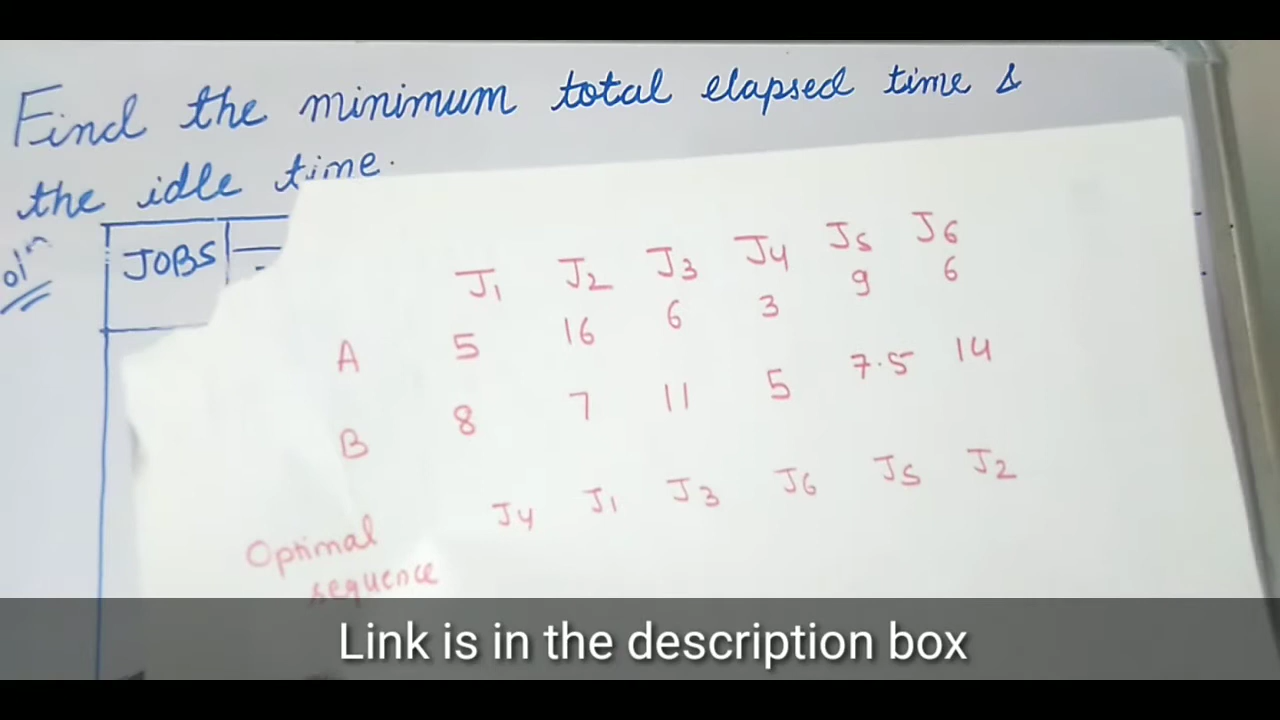 Find the minimum total elapsed time &
the idle time.
Soln
JOBS
J1 J2 J3 J4 J5 J6
A 5 16 6 3 9 6
B 8 7 11 5 7.5 14
Optimal J4 J1 J3 J6 J5 J2
sequence
Link is in the description box